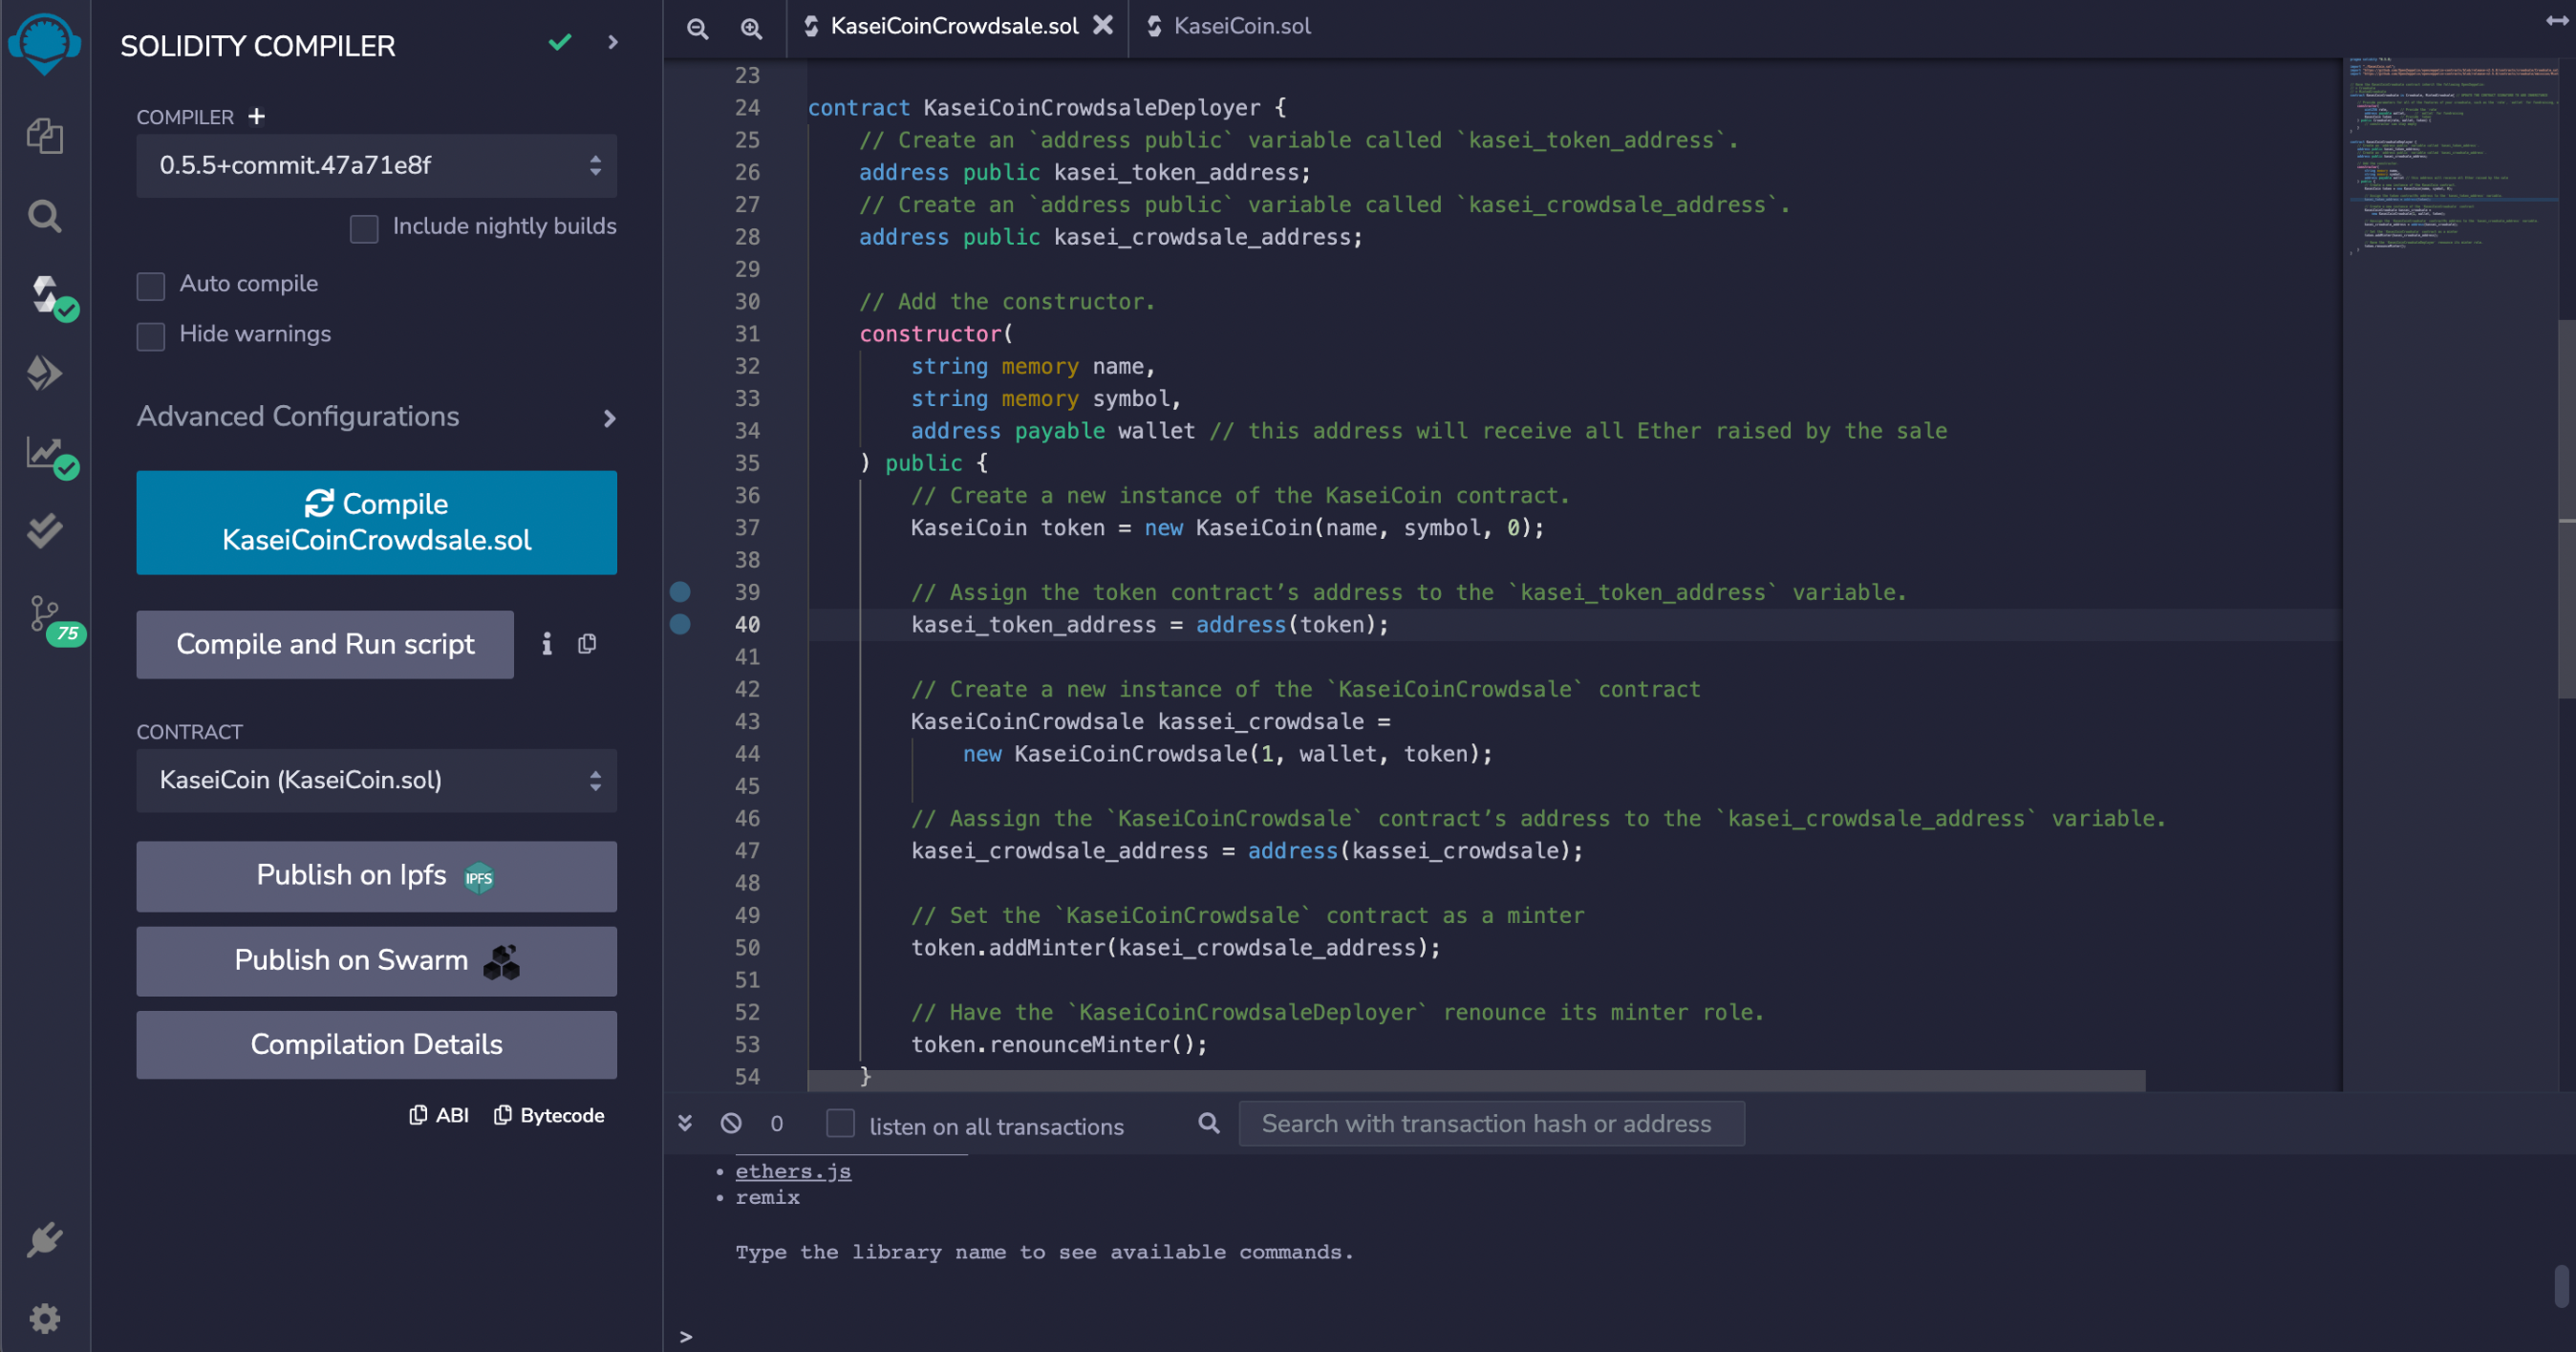 SOLIDITY COMPILER
COMPILER +
0.5.5+commit.47a71e8f
Include nightly builds
Auto compile
Hide warnings
Advanced Configurations
Compile
KaseiCoinCrowdsale.sol
Compile and Run script
CONTRACT
KaseiCoin (KaseiCoin.sol)
Publish on Ipfs IPFS
Publish on Swarm
Compilation Details
ABI Bytecode
75
KaseiCoinCrowdsale.sol KaseiCoin.sol
23
24 contract KaseiCoinCrowdsaleDeployer {
25 // Create an `address public` variable called `kasei_token_address`.
26 address public kasei_token_address;
27 // Create an `address public` variable called `kasei_crowdsale_address`.
28 address public kasei_crowdsale_address;
29
30 // Add the constructor.
31 constructor(
32 string memory name,
33 string memory symbol,
34 address payable wallet // this address will receive all Ether raised by the sale
35 ) public {
36 // Create a new instance of the KaseiCoin contract.
37 KaseiCoin token = new KaseiCoin(name, symbol, 0);
38
39 // Assign the token contract’s address to the `kasei_token_address` variable.
40 kasei_token_address = address(token);
41
42 // Create a new instance of the `KaseiCoinCrowdsale` contract
43 KaseiCoinCrowdsale kassei_crowdsale =
44 new KaseiCoinCrowdsale(1, wallet, token);
45
46 // Aassign the `KaseiCoinCrowdsale` contract’s address to the `kasei_crowdsale_address` variable.
47 kasei_crowdsale_address = address(kassei_crowdsale);
48
49 // Set the `KaseiCoinCrowdsale` contract as a minter
50 token.addMinter(kasei_crowdsale_address);
51
52 // Have the `KaseiCoinCrowdsaleDeployer` renounce its minter role.
53 token.renounceMinter();
54 }
0 listen on all transactions Search with transaction hash or address
• ethers.js
• remix
Type the library name to see available commands.
>